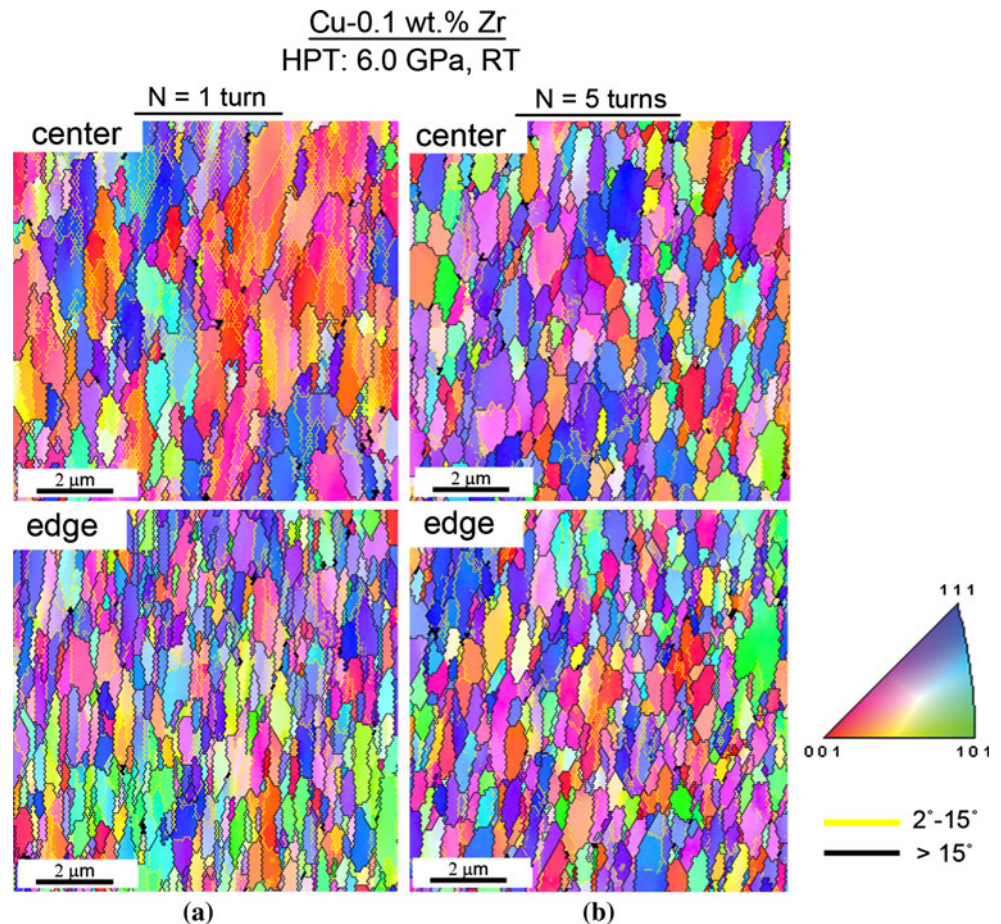 Cu-0.1 wt.% Zr
HPT: 6.0 GPa, RT
N = 1 turn
N = 5 turns
center
center
2 μm
2 μm
edge
edge
111
001
101
2°-15°
> 15°
2 μm
2 μm
(a)
(b)